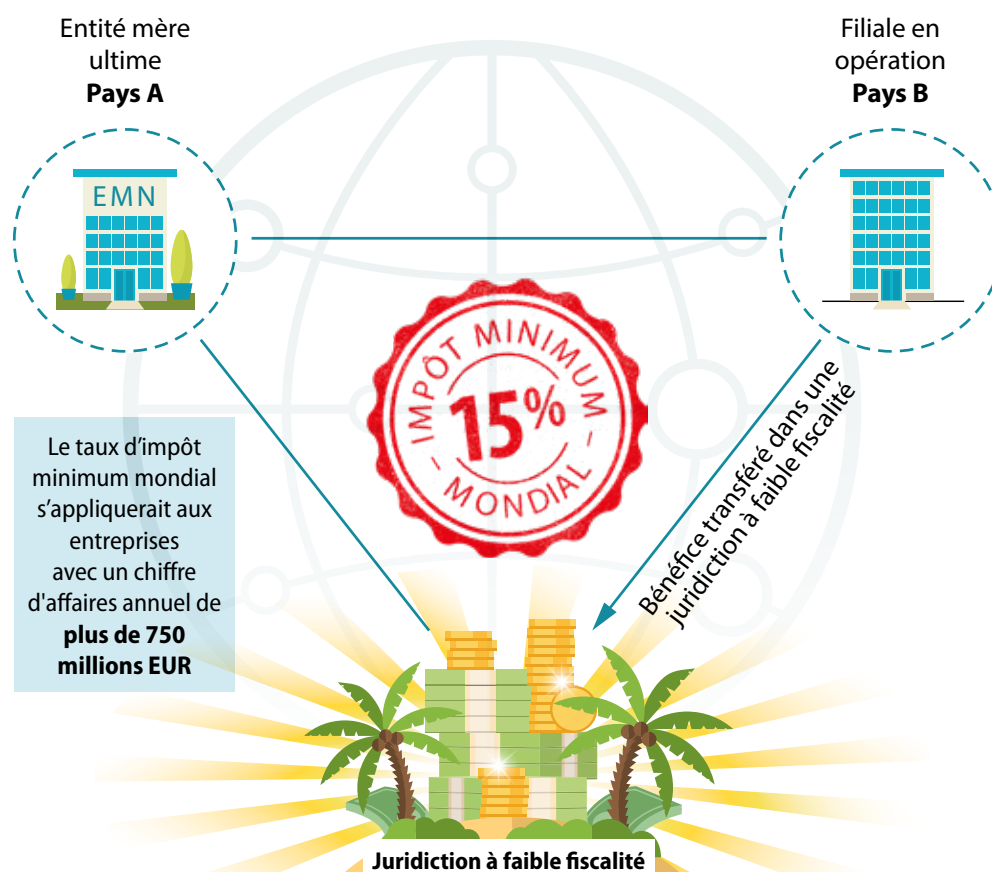 Entité mère
ultime
Pays A
Filiale en
opération
Pays B
EMN
IMPÔT MINIMUM
15%
– MONDIAL –
Le taux d’impôt
minimum mondial
s’appliquerait aux
entreprises
avec un chiffre
d'affaires annuel de
plus de 750
millions EUR
Bénéfice transféré dans une
juridiction à faible fiscalité
Juridiction à faible fiscalité